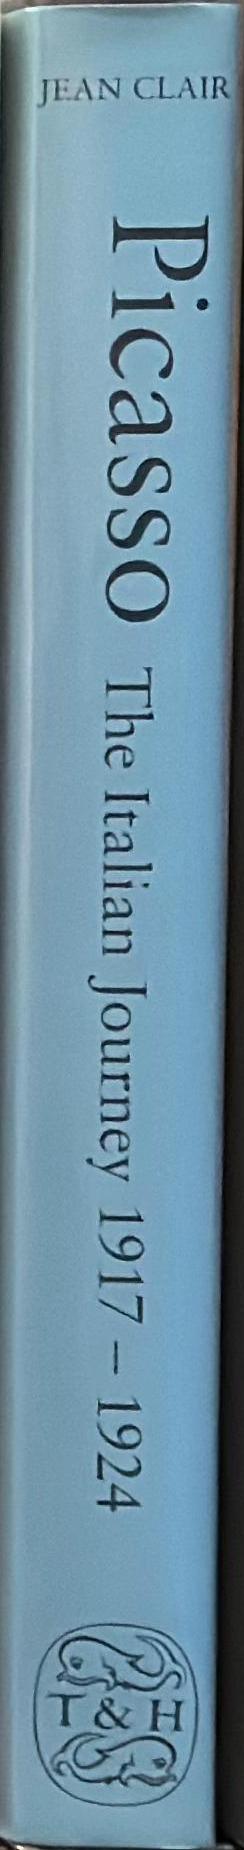 JEAN CLAIR
Picasso The Italian Journey 1917 – 1924
T & H